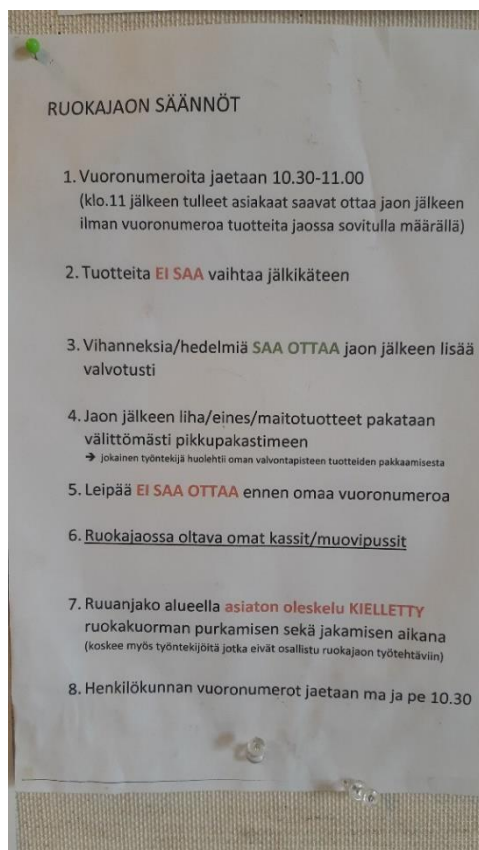 RUOKAJAON SÄÄNNÖT
1. Vuoronumeroita jaetaan 10.30-11.00
(klo.11 jälkeen tulleet asiakaat saavat ottaa jaon jälkeen
ilman vuoronumeroa tuotteita jaossa sovitulla määrällä)
2. Tuotteita EI SAA vaihtaa jälkikäteen
3. Vihanneksia/hedelmiä SAA OTTAA jaon jälkeen lisää
valvotusti
4. Jaon jälkeen liha/eines/maitotuotteet pakataan
välittömästi pikkupakastimeen
➔ jokainen työntekijä huolehtii oman valvontapisteen tuotteiden pakkaamisesta
5. Leipää EI SAA OTTAA ennen omaa vuoronumeroa
6. Ruokajaossa oltava omat kassit/muovipussit
7. Ruuanjako alueella asiaton oleskelu KIELLETTY
ruokakuorman purkamisen sekä jakamisen aikana
(koskee myös työntekijöitä jotka eivät osallistu ruokajaon työtehtäviin)
8. Henkilökunnan vuoronumerot jaetaan ma ja pe 10.30